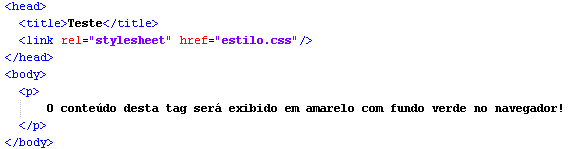 <head>
<title>Teste</title>
<link rel="stylesheet" href="estilo.css"/>
</head>
<body>
<p>
O conteúdo desta tag será exibido em amarelo com fundo verde no navegador!
</p>
</body>